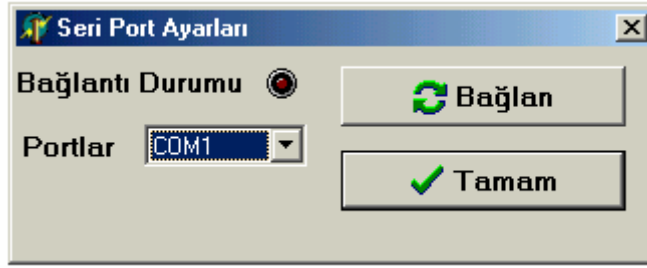 Seri Port Ayarları
Bağlantı Durumu
Bağlan
Portlar
COM1
Tamam